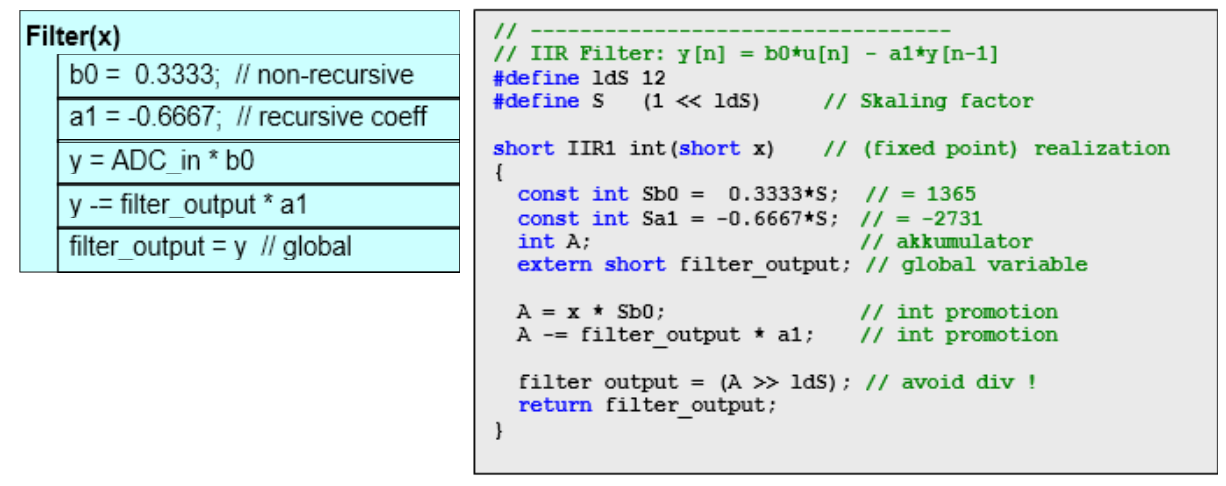 Filter(x)
b0 = 0.3333; // non-recursive
a1 = -0.6667; // recursive coeff
y = ADC_in * b0
y -= filter_output * a1
filter_output = y // global
// -----------------------------------
// IIR Filter: y[n] = b0*u[n] - a1*y[n-1]
#define ldS 12
#define S (1 << ldS) // Skaling factor
short IIR1 int(short x) // (fixed point) realization
{
const int Sb0 = 0.3333*S; // = 1365
const int Sa1 = -0.6667*S; // = -2731
int A; // akkumulator
extern short filter_output; // global variable
A = x * Sb0; // int promotion
A -= filter_output * a1; // int promotion
filter output = (A >> ldS); // avoid div !
return filter_output;
}